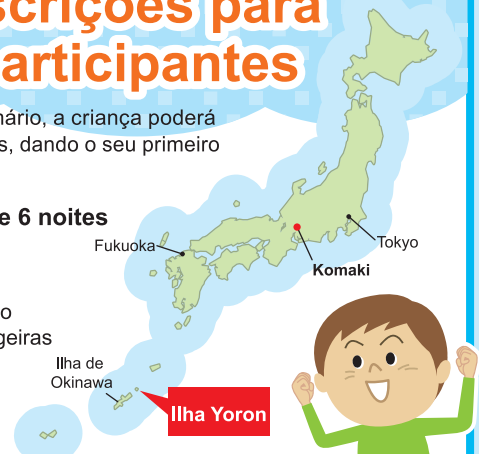 scrições para
articipantes
nário, a criança poderá
s, dando o seu primeiro
e 6 noites
Fukuoka
Tokyo
Komaki
o
geiras
Ilha de
Okinawa
Ilha Yoron